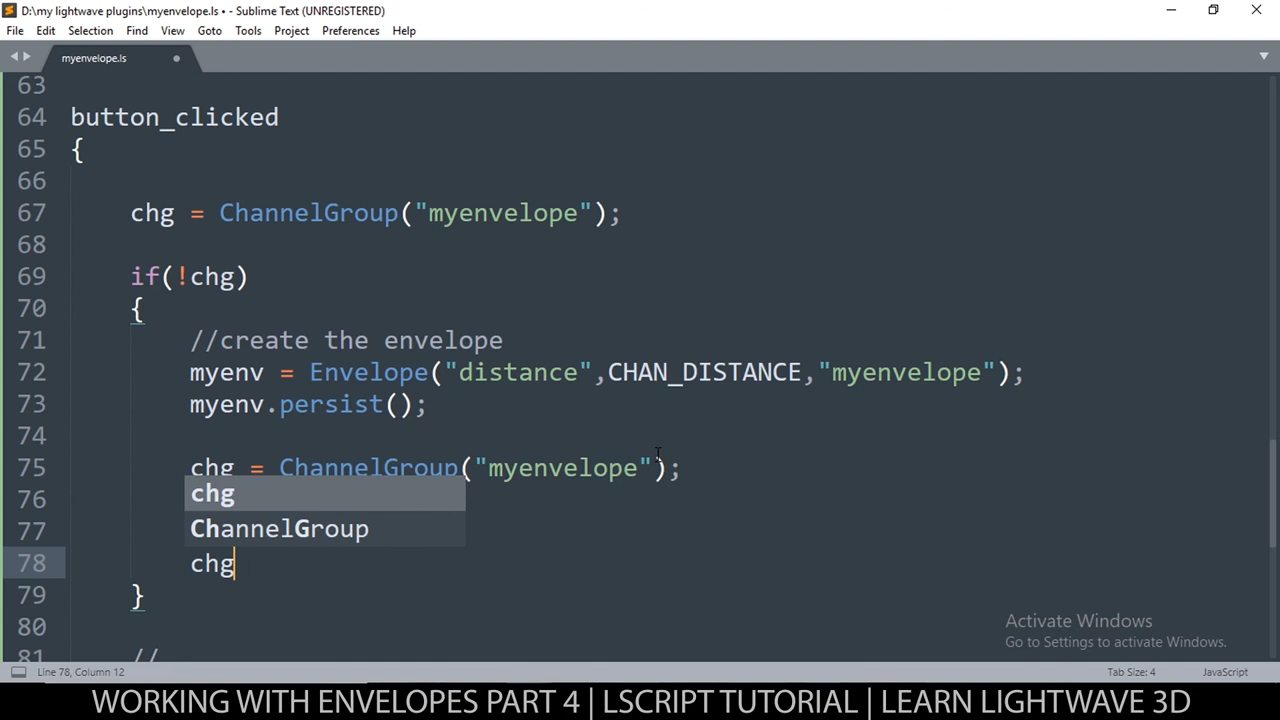 D:\my lightwave plugins\myenvelope.ls • - Sublime Text (UNREGISTERED)
File Edit Selection Find View Goto Tools Project Preferences Help
myenvelope.ls
63
64 button_clicked
65 {
66
67 chg = ChannelGroup("myenvelope");
68
69 if(!chg)
70 {
71 //create the envelope
72 myenv = Envelope("distance",CHAN_DISTANCE,"myenvelope");
73 myenv.persist();
74
75 chg = ChannelGroup("myenvelope");
76 chg
77 ChannelGroup
78 chg
79 }
80
81 //
Activate Windows
Go to Settings to activate Windows.
Line 78, Column 12 Tab Size: 4 JavaScript
WORKING WITH ENVELOPES PART 4 | LSCRIPT TUTORIAL | LEARN LIGHTWAVE 3D